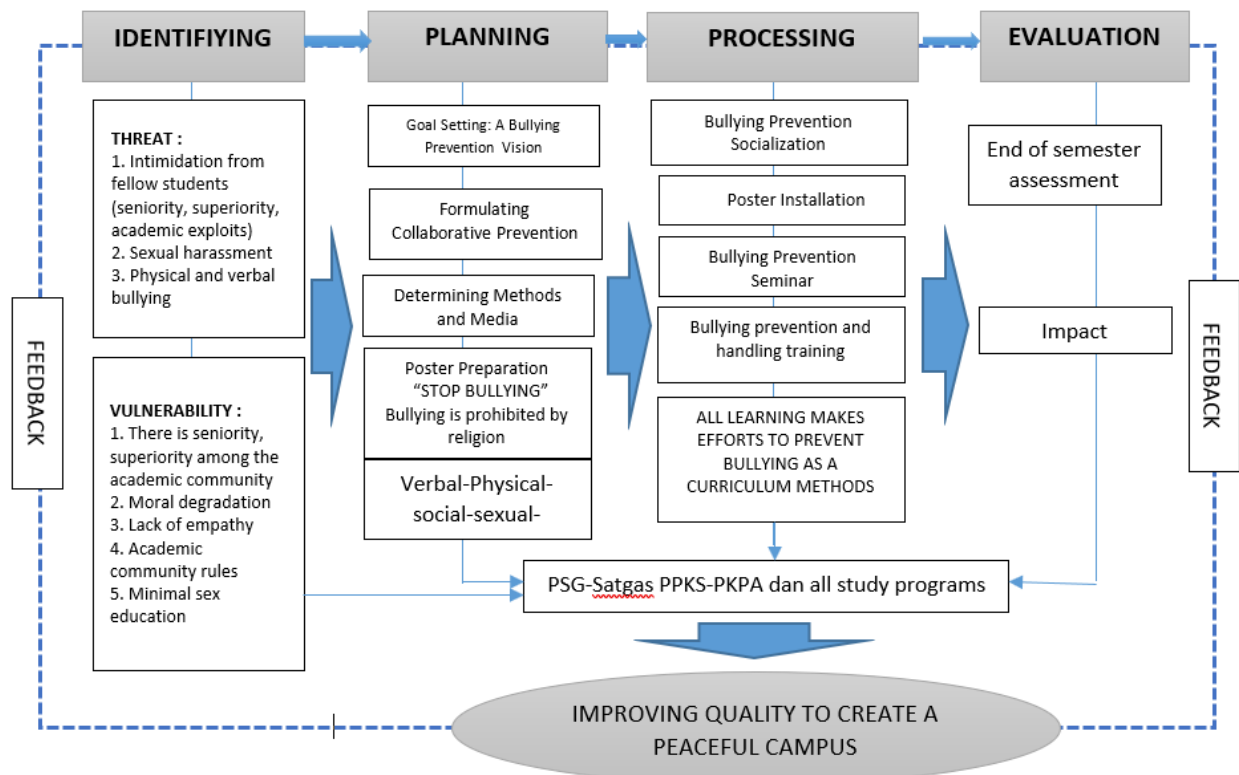 IDENTIFIYING
PLANNING
PROCESSING
EVALUATION
THREAT :
1. Intimidation from
fellow students
(seniority, superiority,
academic exploits)
2. Sexual harassment
3. Physical and verbal
bullying
VULNERABILITY :
1. There is seniority,
superiority among the
academic community
2. Moral degradation
3. Lack of empathy
4. Academic
community rules
5. Minimal sex
education
Goal Setting: A Bullying
Prevention Vision
Formulating
Collaborative Prevention
Determining Methods
and Media
Poster Preparation
“STOP BULLYING”
Bullying is prohibited by
religion
Verbal-Physical-
social-sexual-
Bullying Prevention
Socialization
Poster Installation
Bullying Prevention
Seminar
Bullying prevention and
handling training
ALL LEARNING MAKES
EFFORTS TO PREVENT
BULLYING AS A
CURRICULUM METHODS
End of semester
assessment
Impact
PSG-Satgas PPKS-PKPA dan all study programs
IMPROVING QUALITY TO CREATE A
PEACEFUL CAMPUS
FEEDBACK
FEEDBACK